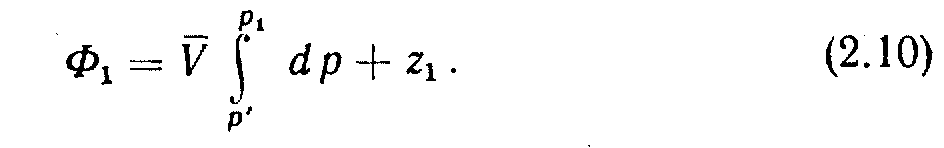 Φ₁ = V̄ ∫_{p'}^{p₁} dp + z₁. (2.10)